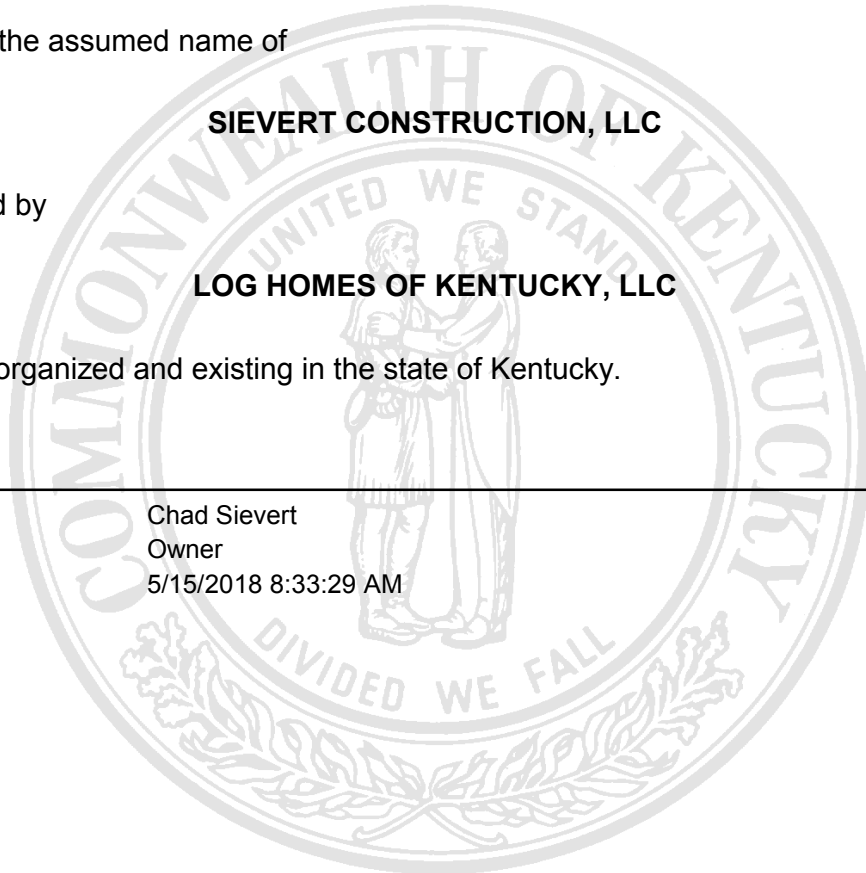 the assumed name of
SIEVERT CONSTRUCTION, LLC
d by
LOG HOMES OF KENTUCKY, LLC
organized and existing in the state of Kentucky.
Chad Sievert
Owner
5/15/2018 8:33:29 AM
COMMONWEALTH OF KENTUCKY
UNITED WE STAND
DIVIDED WE FALL